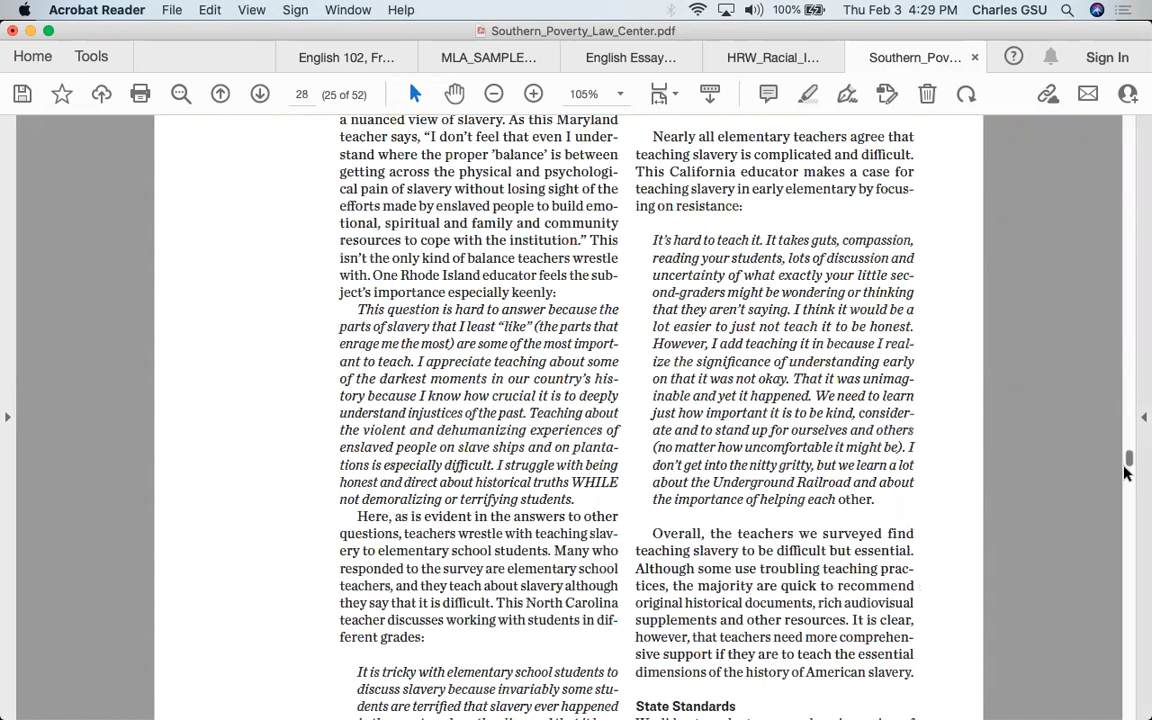 Acrobat Reader File Edit View Sign Window Help 100% Thu Feb 3 4:29 PM Charles GSU
Southern_Poverty_Law_Center.pdf
Home Tools English 102, Fr... MLA_SAMPLE... English Essay... HRW_Racial_I... Southern_Pov... × ? Sign In
28 (25 of 52) 105%
a nuanced view of slavery. As this Maryland
teacher says, “I don’t feel that even I under-
stand where the proper ’balance’ is between
getting across the physical and psychologi-
cal pain of slavery without losing sight of the
efforts made by enslaved people to build emo-
tional, spiritual and family and community
resources to cope with the institution.” This
isn’t the only kind of balance teachers wrestle
with. One Rhode Island educator feels the sub-
ject’s importance especially keenly:
This question is hard to answer because the
parts of slavery that I least “like” (the parts that
enrage me the most) are some of the most import-
ant to teach. I appreciate teaching about some
of the darkest moments in our country’s his-
tory because I know how crucial it is to deeply
understand injustices of the past. Teaching about
the violent and dehumanizing experiences of
enslaved people on slave ships and on planta-
tions is especially difficult. I struggle with being
honest and direct about historical truths WHILE
not demoralizing or terrifying students.
Here, as is evident in the answers to other
questions, teachers wrestle with teaching slav-
ery to elementary school students. Many who
responded to the survey are elementary school
teachers, and they teach about slavery although
they say that it is difficult. This North Carolina
teacher discusses working with students in dif-
ferent grades:
It is tricky with elementary school students to
discuss slavery because invariably some stu-
dents are terrified that slavery ever happened
Nearly all elementary teachers agree that
teaching slavery is complicated and difficult.
This California educator makes a case for
teaching slavery in early elementary by focus-
ing on resistance:
It’s hard to teach it. It takes guts, compassion,
reading your students, lots of discussion and
uncertainty of what exactly your little sec-
ond-graders might be wondering or thinking
that they aren’t saying. I think it would be a
lot easier to just not teach it to be honest.
However, I add teaching it in because I real-
ize the significance of understanding early
on that it was not okay. That it was unimag-
inable and yet it happened. We need to learn
just how important it is to be kind, consider-
ate and to stand up for ourselves and others
(no matter how uncomfortable it might be). I
don’t get into the nitty gritty, but we learn a lot
about the Underground Railroad and about
the importance of helping each other.
Overall, the teachers we surveyed find
teaching slavery to be difficult but essential.
Although some use troubling teaching prac-
tices, the majority are quick to recommend
original historical documents, rich audiovisual
supplements and other resources. It is clear,
however, that teachers need more comprehen-
sive support if they are to teach the essential
dimensions of the history of American slavery.
State Standards